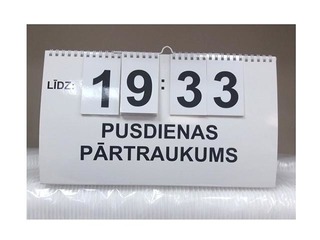 LĪDZ: 19:33
PUSDIENAS
PĀRTRAUKUMS